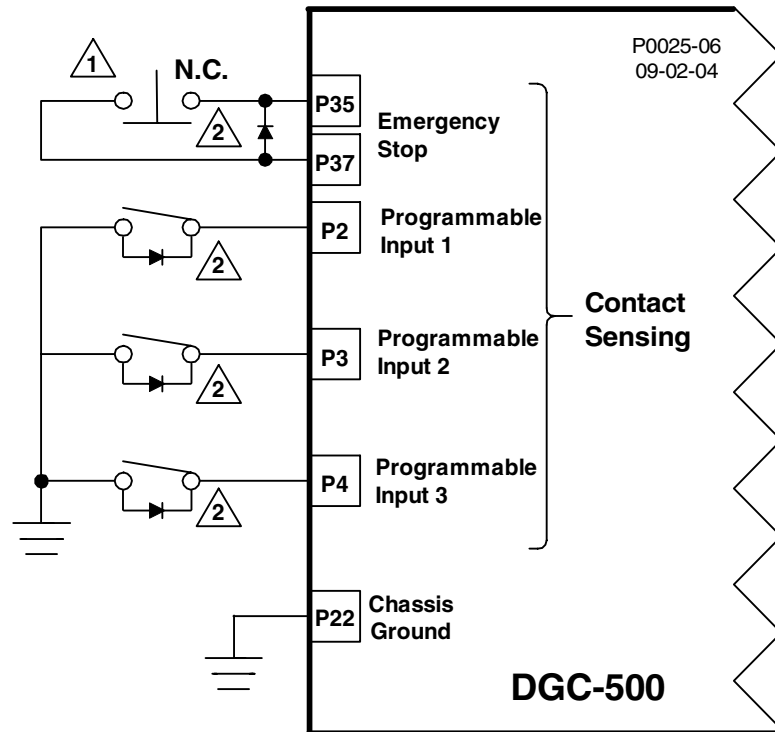 P0025-06
09-02-04
1
N.C.
2
P35
Emergency
Stop
P37
P2
Programmable
Input 1
2
Contact
Sensing
P3
Programmable
Input 2
2
P4
Programmable
Input 3
2
P22
Chassis
Ground
DGC-500